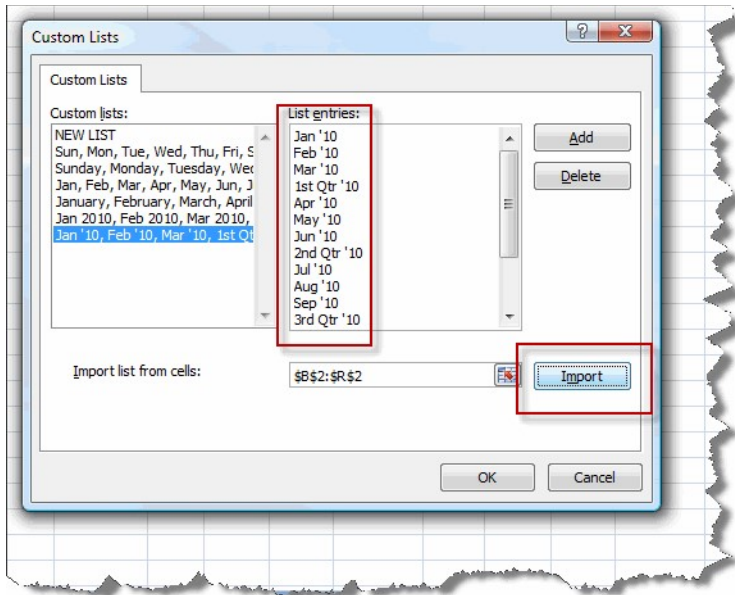 Custom Lists
Custom Lists
Custom lists:
NEW LIST
Sun, Mon, Tue, Wed, Thu, Fri, S
Sunday, Monday, Tuesday, Wed
Jan, Feb, Mar, Apr, May, Jun, J
January, February, March, April
Jan 2010, Feb 2010, Mar 2010,
Jan '10, Feb '10, Mar '10, 1st Qt
List entries:
Jan '10
Feb '10
Mar '10
1st Qtr '10
Apr '10
May '10
Jun '10
2nd Qtr '10
Jul '10
Aug '10
Sep '10
3rd Qtr '10
Add
Delete
Import list from cells:
$B$2:$R$2
Import
OK
Cancel